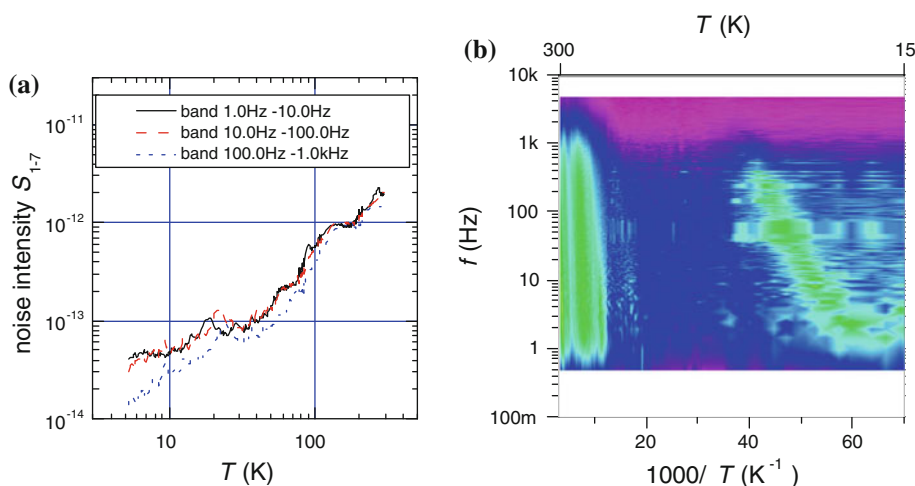 (a)
noise intensity S1-7
10-11
10-12
10-13
10-14
band 1.0Hz -10.0Hz
band 10.0Hz -100.0Hz
band 100.0Hz -1.0kHz
10
100
T (K)
(b)
T (K)
300
15
f (Hz)
10k
1k
100
10
1
100m
20
40
60
1000/ T(K-1)